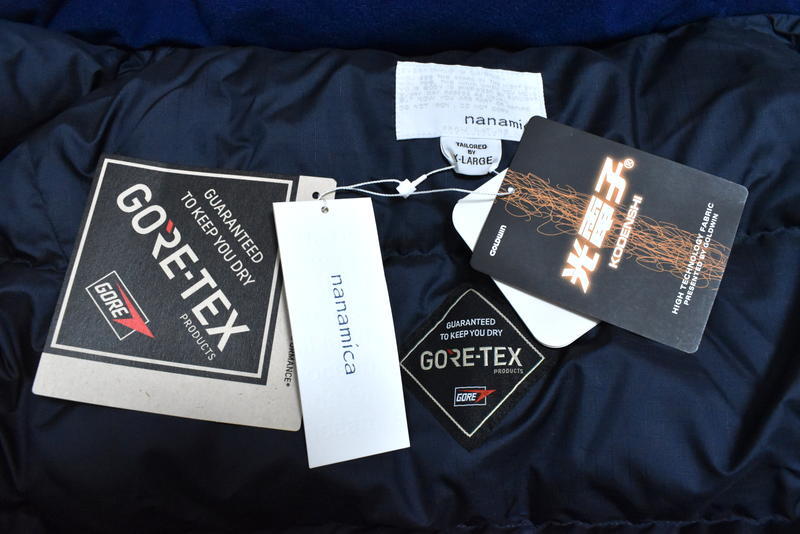 nanamica
TAILORED
BY
X-LARGE
GUARANTEED
TO KEEP YOU DRY
GORE-TEX
PRODUCTS
GORE
nanamica
GUARANTEED
TO KEEP YOU DRY
GORE-TEX
PRODUCTS
GORE
光電子®
KODENSHI
GOLDWIN
HIGH TECHNOLOGY FABRIC
PRESENTED BY GOLDWIN